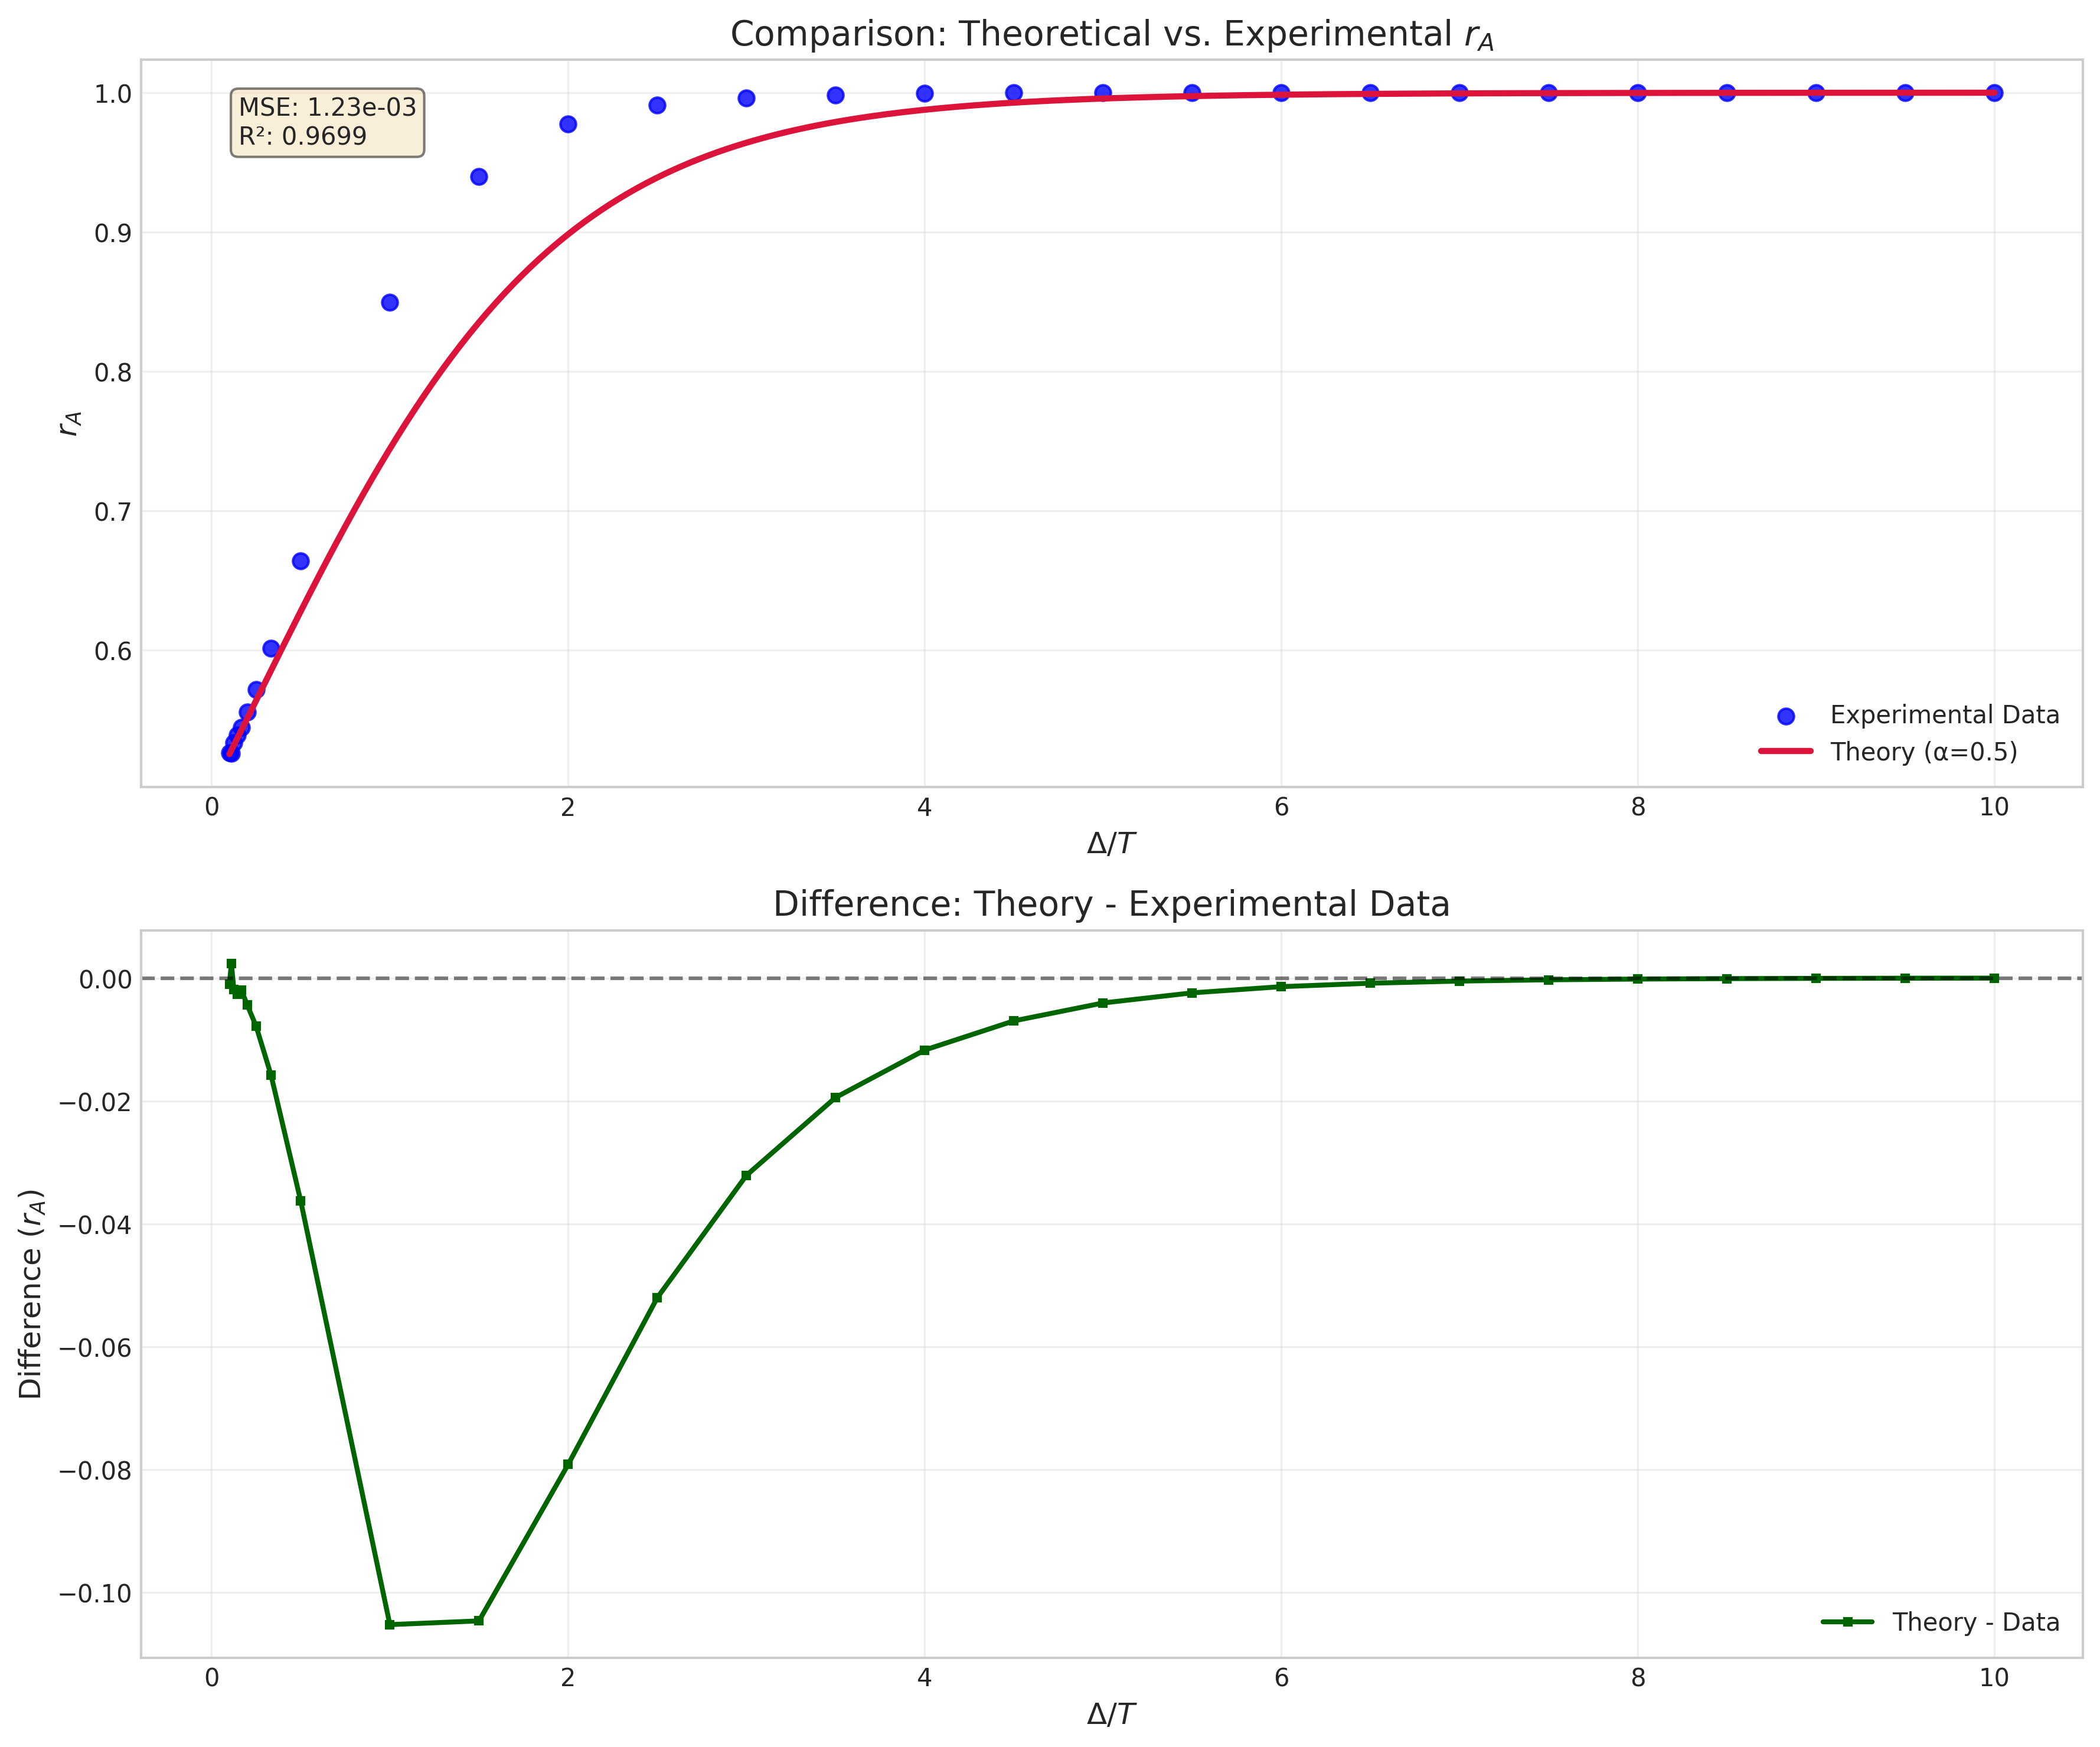 Comparison: Theoretical vs. Experimental r_A
MSE: 1.23e-03
R²: 0.9699
1.0
0.9
0.8
0.7
0.6
r_A
Experimental Data
Theory (α=0.5)
0 2 4 6 8 10
Δ/T
Difference: Theory - Experimental Data
0.00
−0.02
−0.04
−0.06
−0.08
−0.10
Difference (r_A)
Theory - Data
0 2 4 6 8 10
Δ/T